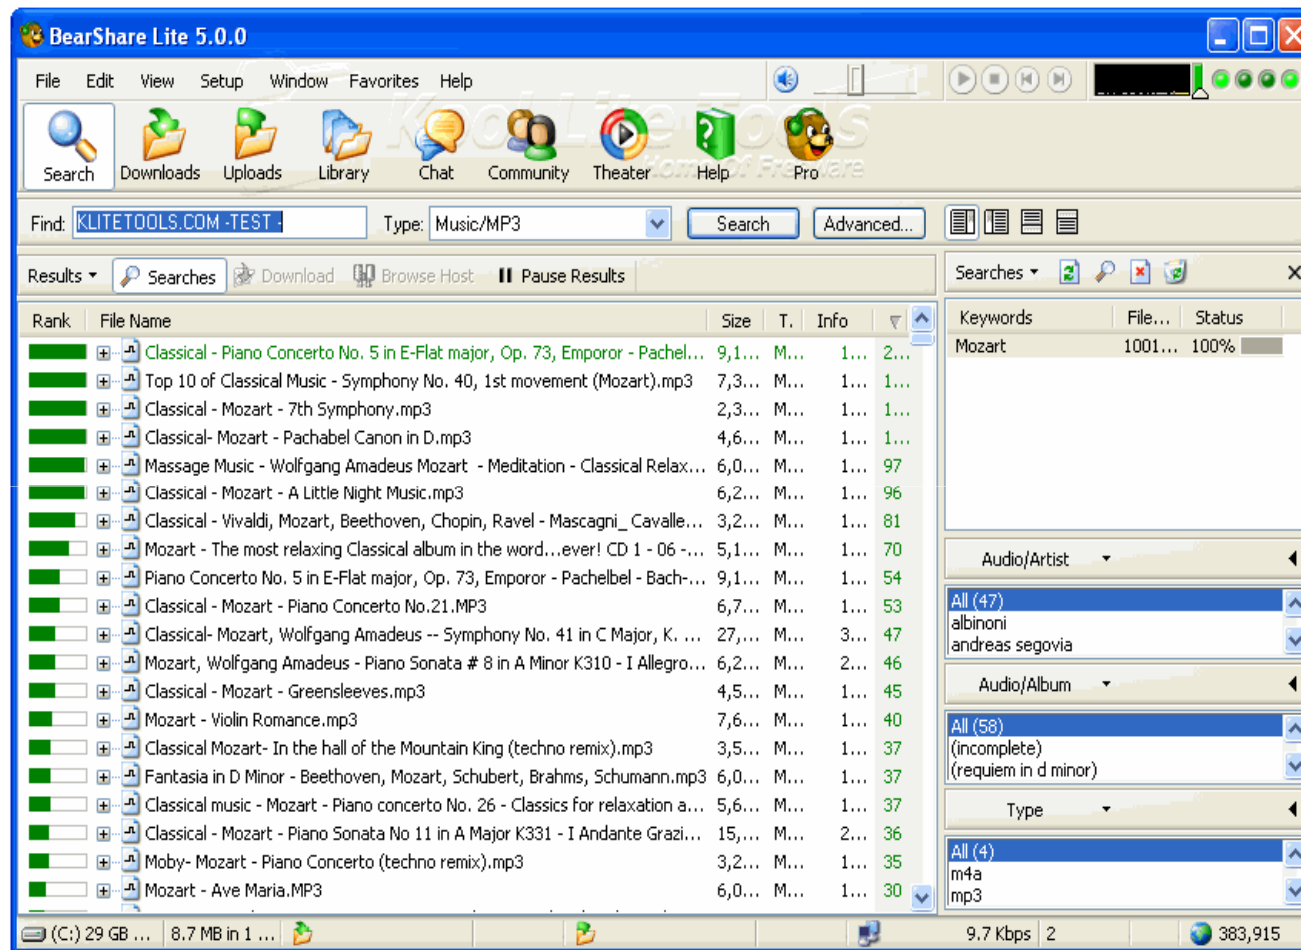 BearShare Lite 5.0.0
File Edit View Setup Window Favorites Help
K-Lite Tools
Home Of Freeware
Search Downloads Uploads Library Chat Community Theater Help Pro
Find: KLITETOOLS.COM -TEST - Type: Music/MP3 Search Advanced...
Results Searches Download Browse Host Pause Results
Searches
Rank File Name Size T. Info
Keywords File... Status
Classical - Piano Concerto No. 5 in E-Flat major, Op. 73, Emporor - Pachel... 9,1... M... 1... 2...
Mozart 1001... 100%
Top 10 of Classical Music - Symphony No. 40, 1st movement (Mozart).mp3 7,3... M... 1... 1...
Classical - Mozart - 7th Symphony.mp3 2,3... M... 1... 1...
Classical- Mozart - Pachabel Canon in D.mp3 4,6... M... 1... 1...
Massage Music - Wolfgang Amadeus Mozart - Meditation - Classical Relax... 6,0... M... 1... 97
Classical - Mozart - A Little Night Music.mp3 6,2... M... 1... 96
Classical - Vivaldi, Mozart, Beethoven, Chopin, Ravel - Mascagni_ Cavalle... 3,2... M... 1... 81
Mozart - The most relaxing Classical album in the word...ever! CD 1 - 06 -... 5,1... M... 1... 70
Piano Concerto No. 5 in E-Flat major, Op. 73, Emporor - Pachelbel - Bach-... 9,1... M... 1... 54
Classical - Mozart - Piano Concerto No.21.MP3 6,7... M... 1... 53
Classical- Mozart, Wolfgang Amadeus -- Symphony No. 41 in C Major, K. ... 27,... M... 3... 47
Mozart, Wolfgang Amadeus - Piano Sonata # 8 in A Minor K310 - I Allegro... 6,2... M... 2... 46
Classical - Mozart - Greensleeves.mp3 4,5... M... 1... 45
Mozart - Violin Romance.mp3 7,6... M... 1... 40
Classical Mozart- In the hall of the Mountain King (techno remix).mp3 3,5... M... 1... 37
Fantasia in D Minor - Beethoven, Mozart, Schubert, Brahms, Schumann.mp3 6,0... M... 1... 37
Classical music - Mozart - Piano concerto No. 26 - Classics for relaxation a... 5,6... M... 1... 37
Classical - Mozart - Piano Sonata No 11 in A Major K331 - I Andante Grazi... 15,... M... 2... 36
Moby- Mozart - Piano Concerto (techno remix).mp3 3,2... M... 1... 35
Mozart - Ave Maria.MP3 6,0... M... 1... 30
Audio/Artist
All (47)
albinoni
andreas segovia
Audio/Album
All (58)
(incomplete)
(requiem in d minor)
Type
All (4)
m4a
mp3
(C:) 29 GB ... 8.7 MB in 1 ... 9.7 Kbps 2 383,915